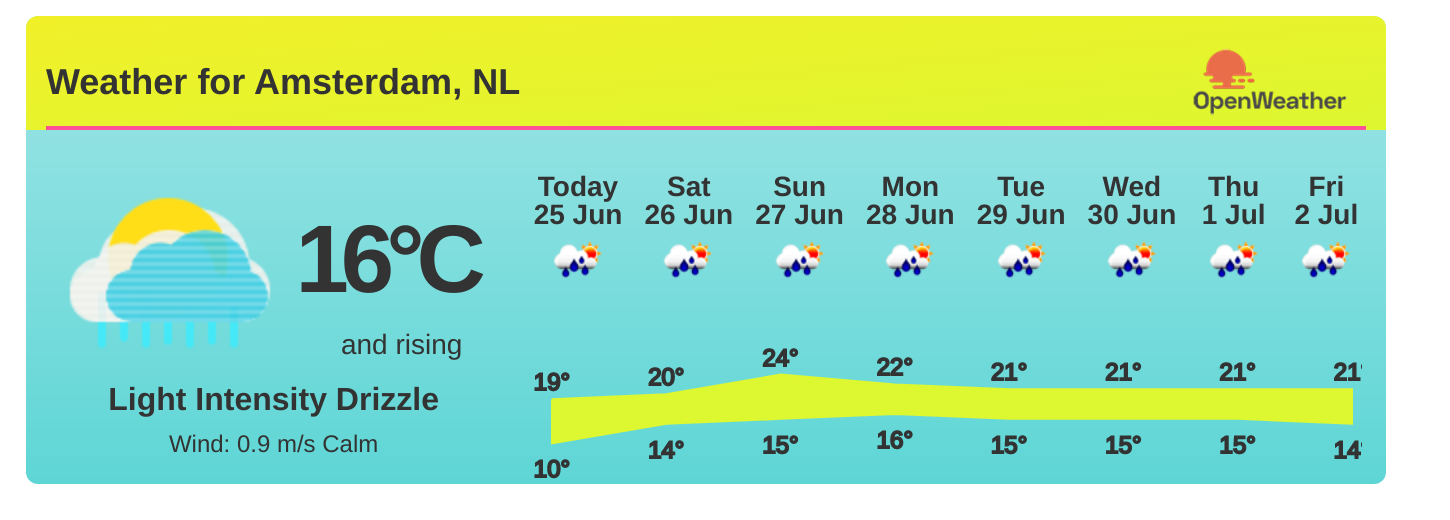 Weather for Amsterdam, NL
OpenWeather
16°C
and rising
Light Intensity Drizzle
Wind: 0.9 m/s Calm
Today Sat Sun Mon Tue Wed Thu Fri
25 Jun 26 Jun 27 Jun 28 Jun 29 Jun 30 Jun 1 Jul 2 Jul
19° 20° 24° 22° 21° 21° 21° 21°
10° 14° 15° 16° 15° 15° 15° 14°